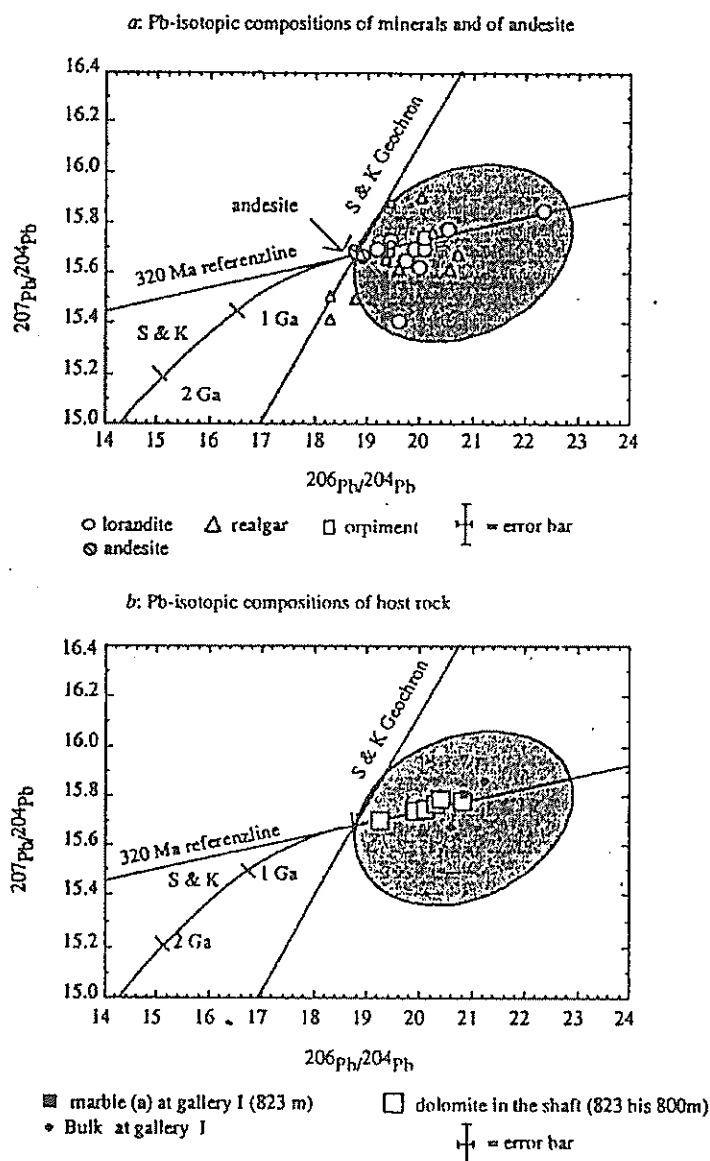 a: Pb-isotopic compositions of minerals and of andesite
16.4
16.2
16.0
15.8
15.6
15.4
15.2
15.0
207Pb/204Pb
S & K Geochron
andesite
320 Ma referenzline
1 Ga
S & K
2 Ga
14 15 16 17 18 19 20 21 22 23 24
206Pb/204Pb
lorandite realgar orpiment = error bar
andesite
b: Pb-isotopic compositions of host rock
16.4
16.2
16.0
15.8
15.6
15.4
15.2
15.0
207Pb/204Pb
S & K Geochron
320 Ma referenzline
S & K 1 Ga
2 Ga
14 15 16 17 18 19 20 21 22 23 24
206Pb/204Pb
marble (a) at gallery I (823 m) dolomite in the shaft (823 bis 800m)
Bulk at gallery I = error bar